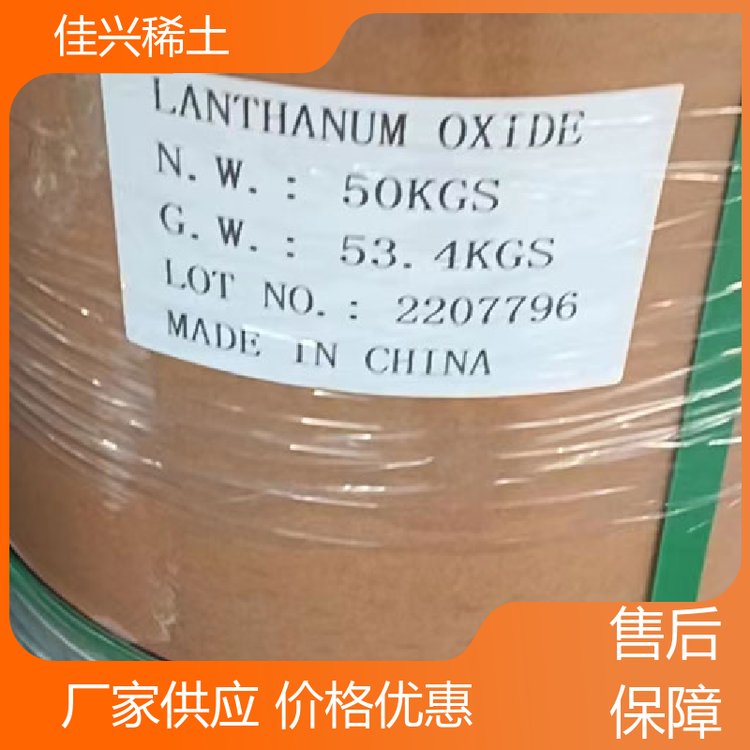 佳兴稀土
LANTHANUM OXIDE
N.W.: 50KGS
G.W.: 53.4KGS
LOT NO.: 2207796
MADE IN CHINA
售后
保障
厂家供应 价格优惠